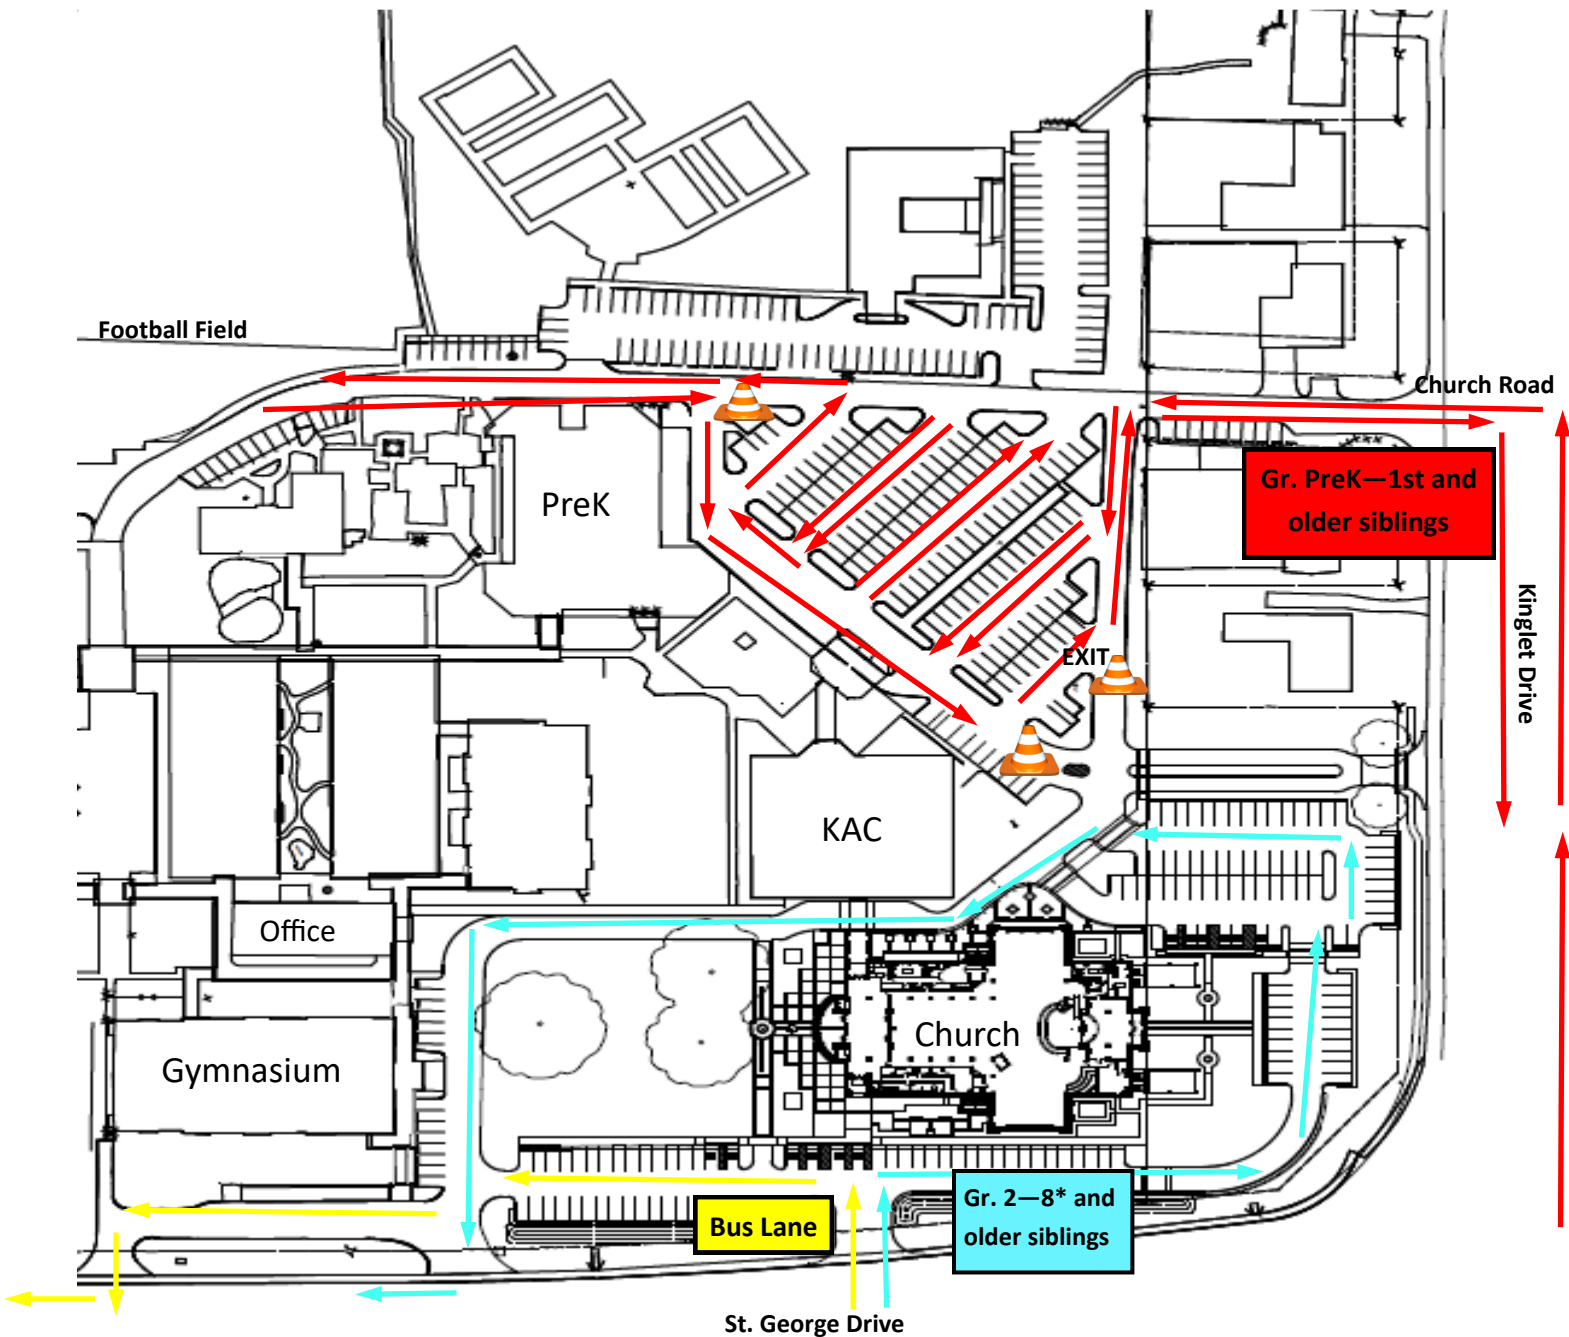 Football Field
Church Road
Gr. PreK—1st and
older siblings
PreK
Kinglet Drive
EXIT
KAC
Office
Church
Gymnasium
Gr. 2—8* and
older siblings
Bus Lane
St. George Drive